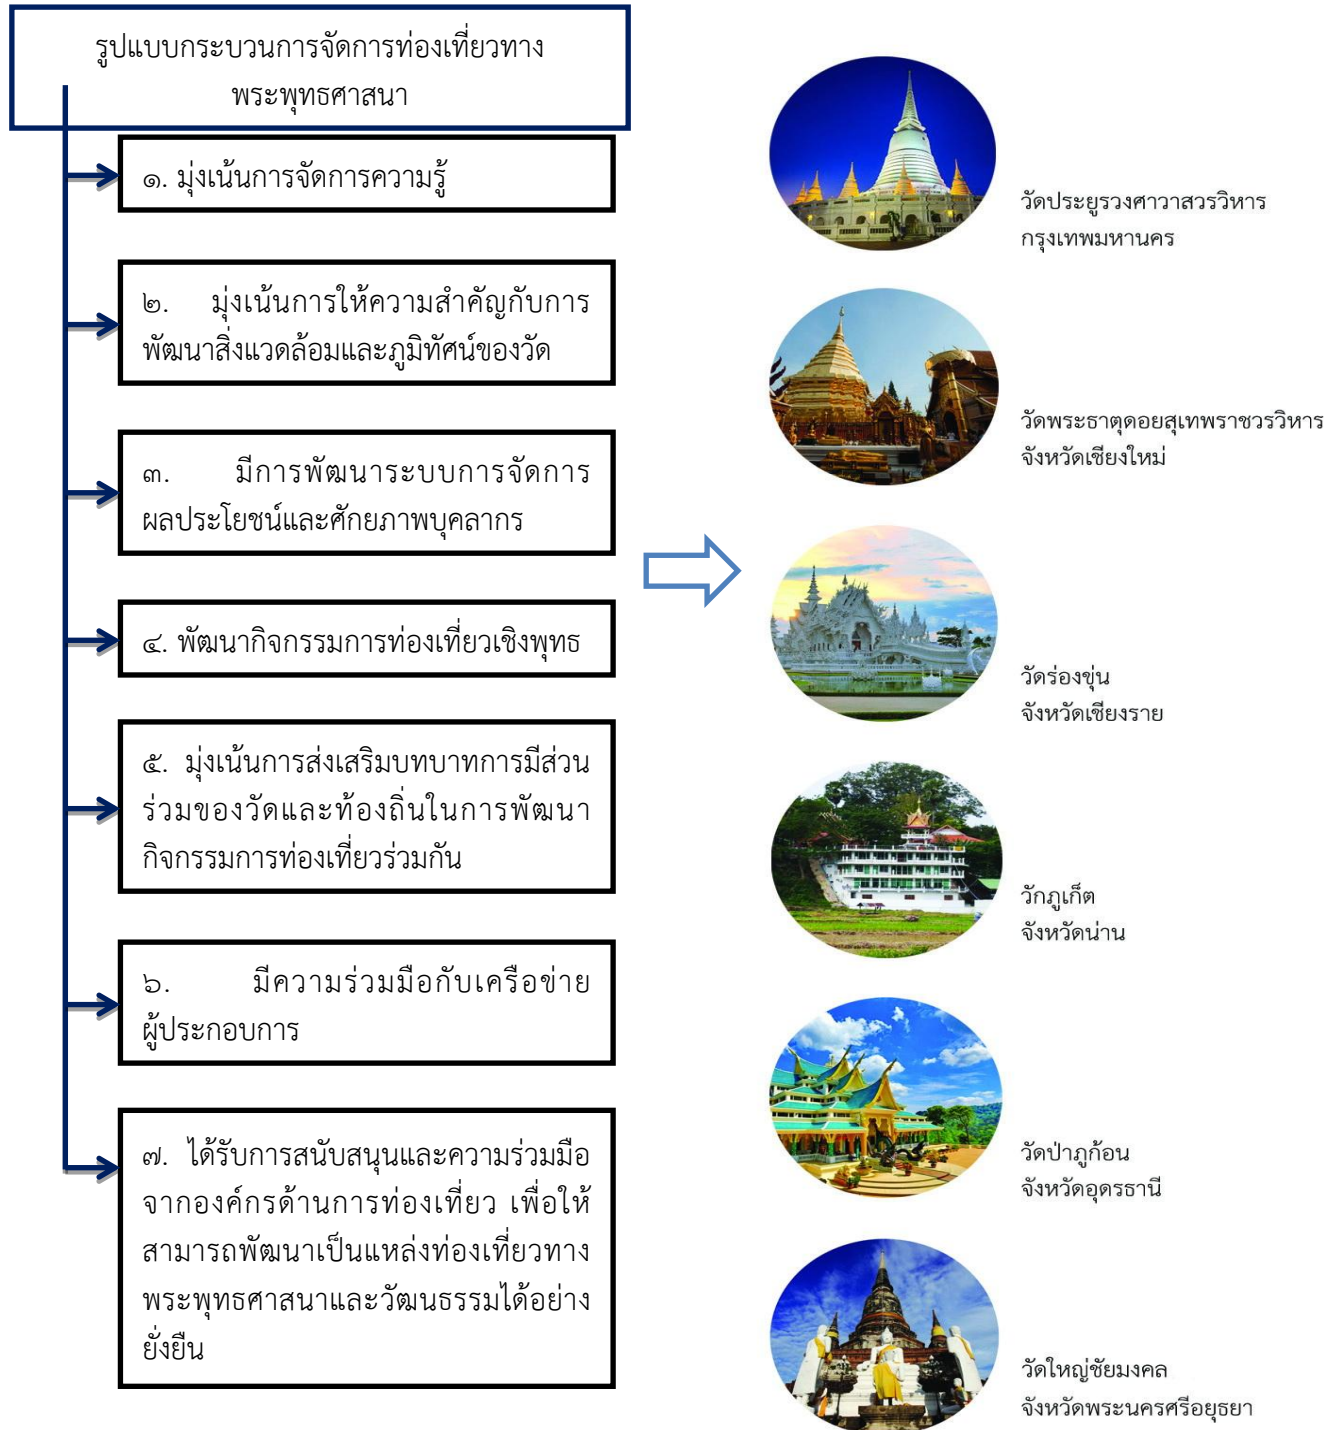 รูปแบบกระบวนการจัดการท่องเที่ยวทาง
พระพุทธศาสนา
๑. มุ่งเน้นการจัดการความรู้
๒. มุ่งเน้นการให้ความสำคัญกับการ
พัฒนาสิ่งแวดล้อมและภูมิทัศน์ของวัด
๓. มีการพัฒนาระบบการจัดการ
ผลประโยชน์และศักยภาพบุคลากร
๔. พัฒนากิจกรรมการท่องเที่ยวเชิงพุทธ
๕. มุ่งเน้นการส่งเสริมบทบาทการมีส่วน
ร่วมของวัดและท้องถิ่นในการพัฒนา
กิจกรรมการท่องเที่ยวร่วมกัน
๖. มีความร่วมมือกับเครือข่าย
ผู้ประกอบการ
๗. ได้รับการสนับสนุนและความร่วมมือ
จากองค์กรด้านการท่องเที่ยว เพื่อให้
สามารถพัฒนาเป็นแหล่งท่องเที่ยวทาง
พระพุทธศาสนาและวัฒนธรรมได้อย่าง
ยั่งยืน
วัดประยูรวงศาวาสวรวิหาร
กรุงเทพมหานคร
วัดพระธาตุดอยสุเทพราชวรวิหาร
จังหวัดเชียงใหม่
วัดร่องขุ่น
จังหวัดเชียงราย
วักภูเก็ต
จังหวัดน่าน
วัดป่าภูก้อน
จังหวัดอุดรธานี
วัดใหญ่ชัยมงคล
จังหวัดพระนครศรีอยุธยา